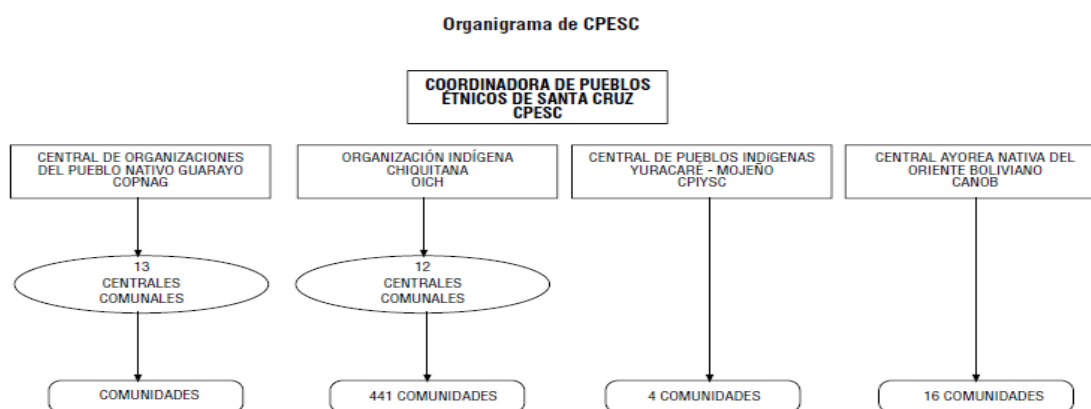 Organigrama de CPESC
COORDINADORA DE PUEBLOS
ÉTNICOS DE SANTA CRUZ
CPESC
CENTRAL DE ORGANIZACIONES
DEL PUEBLO NATIVO GUARAYO
COPNAG
ORGANIZACIÓN INDÍGENA
CHIQUITANA
OICH
CENTRAL DE PUEBLOS INDíGENAS
YURACARÉ - MOJEÑO
CPIYSC
CENTRAL AYOREA NATIVA DEL
ORIENTE BOLIVIANO
CANOB
13
CENTRALES
COMUNALES
12
CENTRALES
COMUNALES
COMUNIDADES
441 COMUNIDADES
4 COMUNIDADES
16 COMUNIDADES